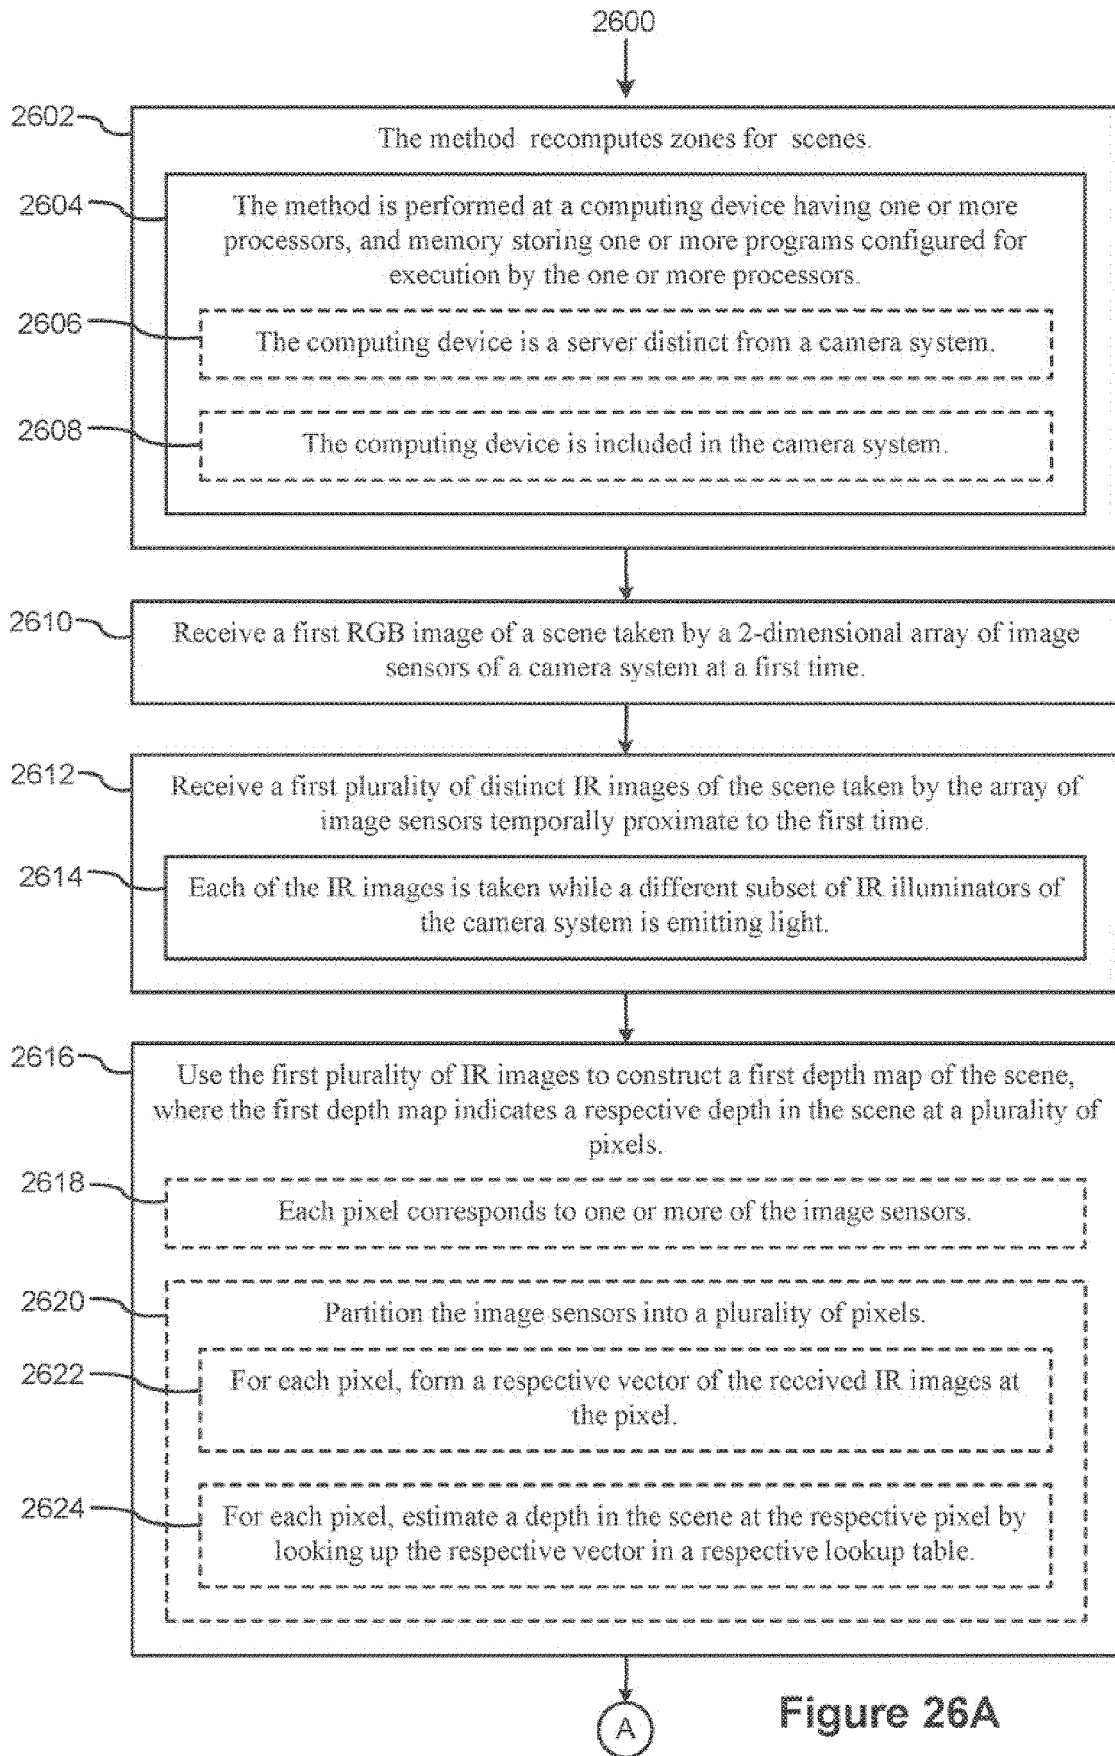 2600
2602
The method recomputes zones for scenes.
2604
The method is performed at a computing device having one or more
processors, and memory storing one or more programs configured for
execution by the one or more processors.
2606
The computing device is a server distinct from a camera system.
2608
The computing device is included in the camera system.
2610
Receive a first RGB image of a scene taken by a 2-dimensional array of image
sensors of a camera system at a first time.
2612
Receive a first plurality of distinct IR images of the scene taken by the array of
image sensors temporally proximate to the first time.
2614
Each of the IR images is taken while a different subset of IR illuminators of
the camera system is emitting light.
2616
Use the first plurality of IR images to construct a first depth map of the scene,
where the first depth map indicates a respective depth in the scene at a plurality of
pixels.
2618
Each pixel corresponds to one or more of the image sensors.
2620
Partition the image sensors into a plurality of pixels.
2622
For each pixel, form a respective vector of the received IR images at
the pixel.
2624
For each pixel, estimate a depth in the scene at the respective pixel by
looking up the respective vector in a respective lookup table.
A
Figure 26A